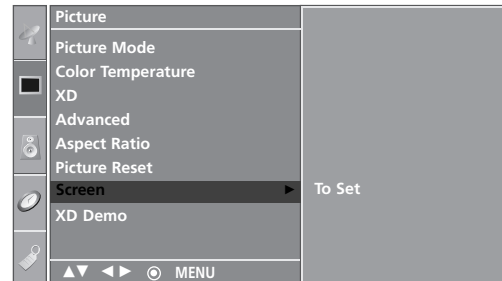 Picture
Picture Mode
Color Temperature
XD
Advanced
Aspect Ratio
Picture Reset
Screen ► To Set
XD Demo
▲▼ ◄► ⊙ MENU